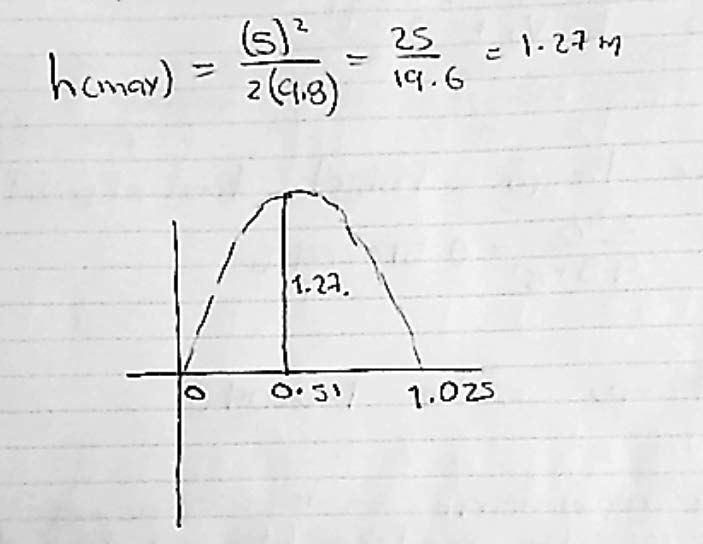 h(max) = (5)² / 2(9.8) = 25 / 19.6 = 1.27 m
1.27.
0 0.51 1.025